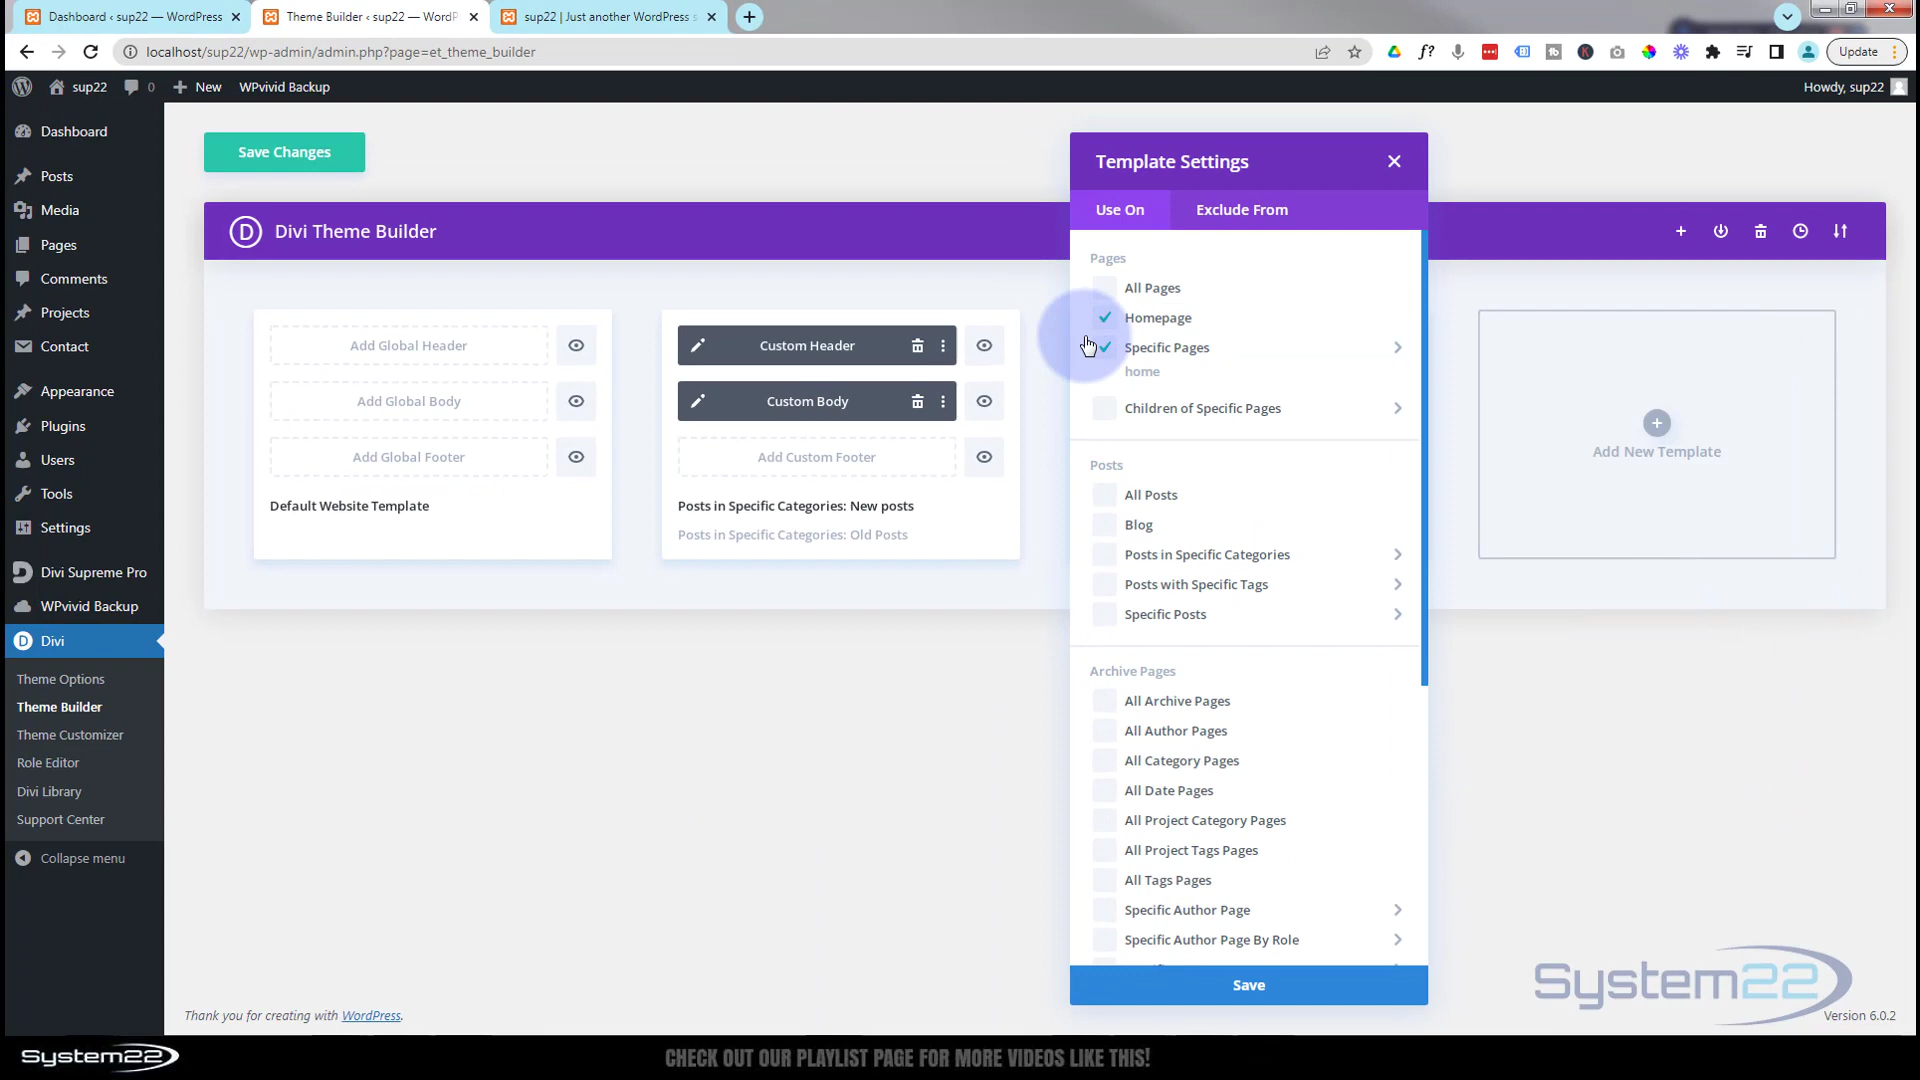 Dashboard ‹ sup22 — WordPress
Theme Builder ‹ sup22 — WordP
sup22 | Just another WordPress s
localhost/sup22/wp-admin/admin.php?page=et_theme_builder
Update
sup22
0
New
WPvivid Backup
Howdy, sup22
Dashboard
Posts
Media
Pages
Comments
Projects
Contact
Appearance
Plugins
Users
Tools
Settings
Divi Supreme Pro
WPvivid Backup
Divi
Theme Options
Theme Builder
Theme Customizer
Role Editor
Divi Library
Support Center
Collapse menu
Save Changes
D
Divi Theme Builder
Add Global Header
Add Global Body
Add Global Footer
Default Website Template
Custom Header
Custom Body
Add Custom Footer
Posts in Specific Categories: New posts
Posts in Specific Categories: Old Posts
Template Settings
Use On
Exclude From
Pages
All Pages
Homepage
Specific Pages
home
Children of Specific Pages
Posts
All Posts
Blog
Posts in Specific Categories
Posts with Specific Tags
Specific Posts
Archive Pages
All Archive Pages
All Author Pages
All Category Pages
All Date Pages
All Project Category Pages
All Project Tags Pages
All Tags Pages
Specific Author Page
Specific Author Page By Role
Save
Add New Template
Thank you for creating with WordPress.
System22
Version 6.0.2
System22
CHECK OUT OUR PLAYLIST PAGE FOR MORE VIDEOS LIKE THIS!